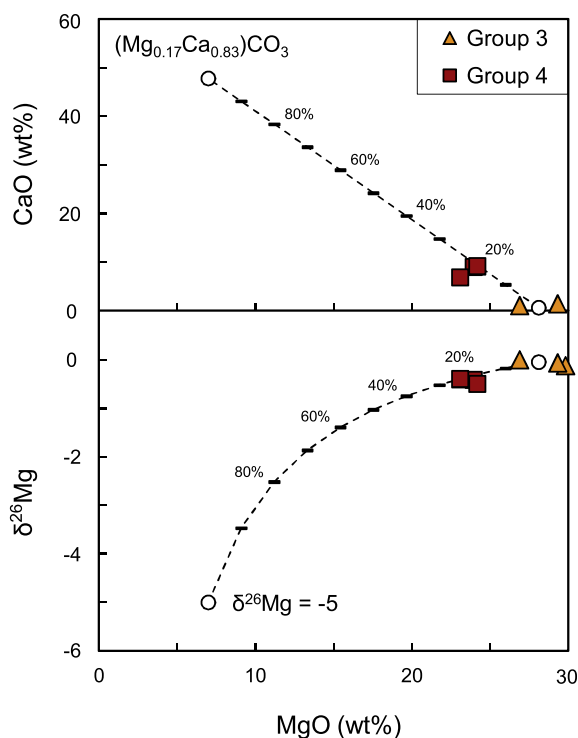 60
(Mg0.17Ca0.83)CO3
Group 3
Group 4
80%
40
60%
CaO (wt%)
40%
20
20%
0
0
20%
40%
60%
-2
80%
δ26Mg
-4
δ26Mg = -5
-6
0
10
20
30
MgO (wt%)